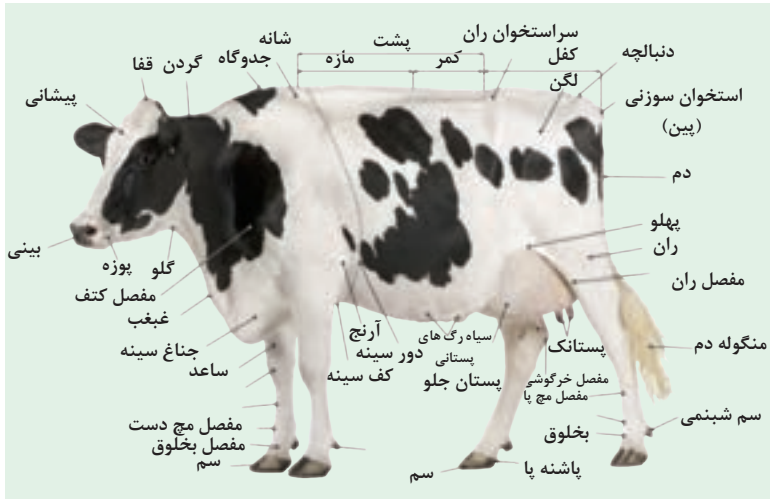 سراستخوان ران
شانه
پشت
کفل
دنبالچه
جدوگاه
مازه
کمر
گردن
قفا
لگن
استخوان سوزنی
(پین)
پیشانی
دم
پهلو
ران
بینی
پوزه
گلو
مفصل ران
مفصل کتف
غبغب
آرنج
سیاه رگ های
پستانی
منگوله دم
جناغ سینه
دور سینه
پستانک
ساعد
کف سینه
پستان جلو
مفصل خرگوشی
مفصل مچ پا
سم شبنمی
مفصل مچ دست
بخلوق
مفصل بخلوق
سم
سم
پاشنه پا